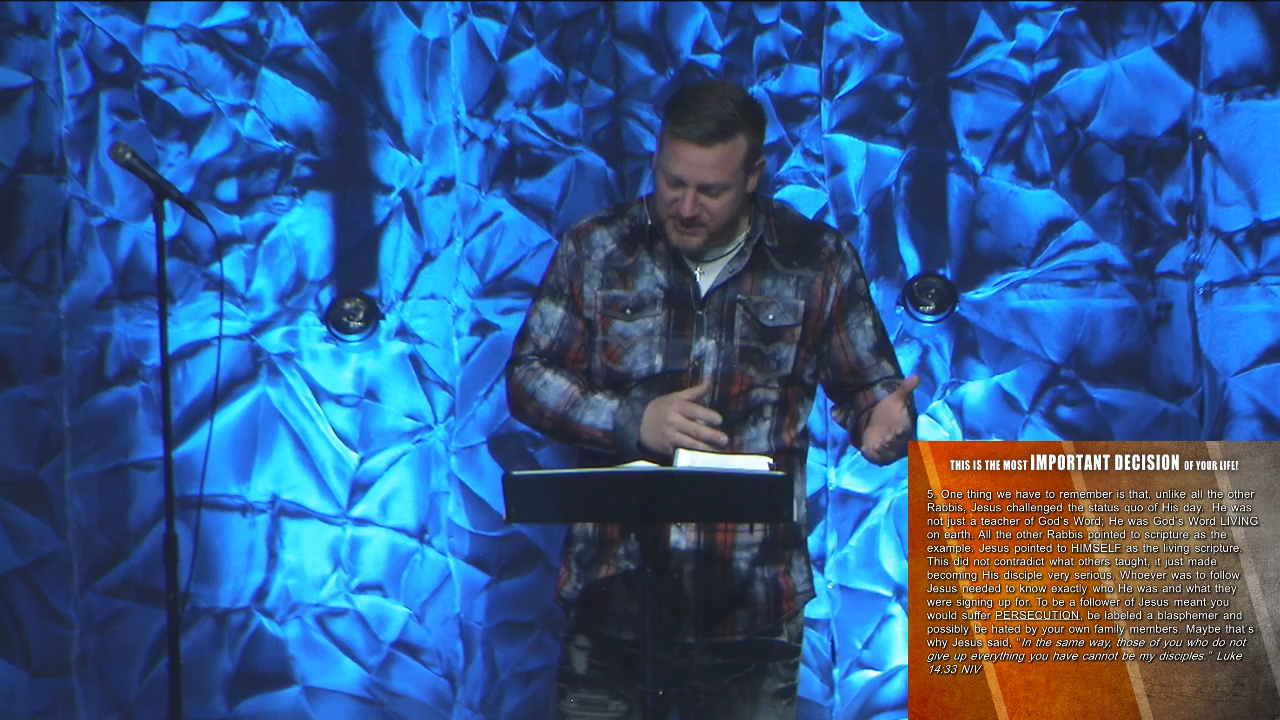 THIS IS THE MOST IMPORTANT DECISION OF YOUR LIFE!
5. One thing we have to remember is that, unlike all the other
Rabbis, Jesus challenged the status quo of His day. He was
not just a teacher of God's Word; He was God's Word LIVING
on earth. All the other Rabbis pointed to scripture as the
example. Jesus pointed to HIMSELF as the living scripture.
This did not contradict what others taught, it just made
becoming His disciple very serious. Whoever was to follow
Jesus needed to know exactly who He was and what they
were signing up for. To be a follower of Jesus meant you
would suffer PERSECUTION, be labeled a blasphemer and
possibly be hated by your own family members. Maybe that's
why Jesus said, "In the same way, those of you who do not
give up everything you have cannot be my disciples." Luke
14:33 NIV